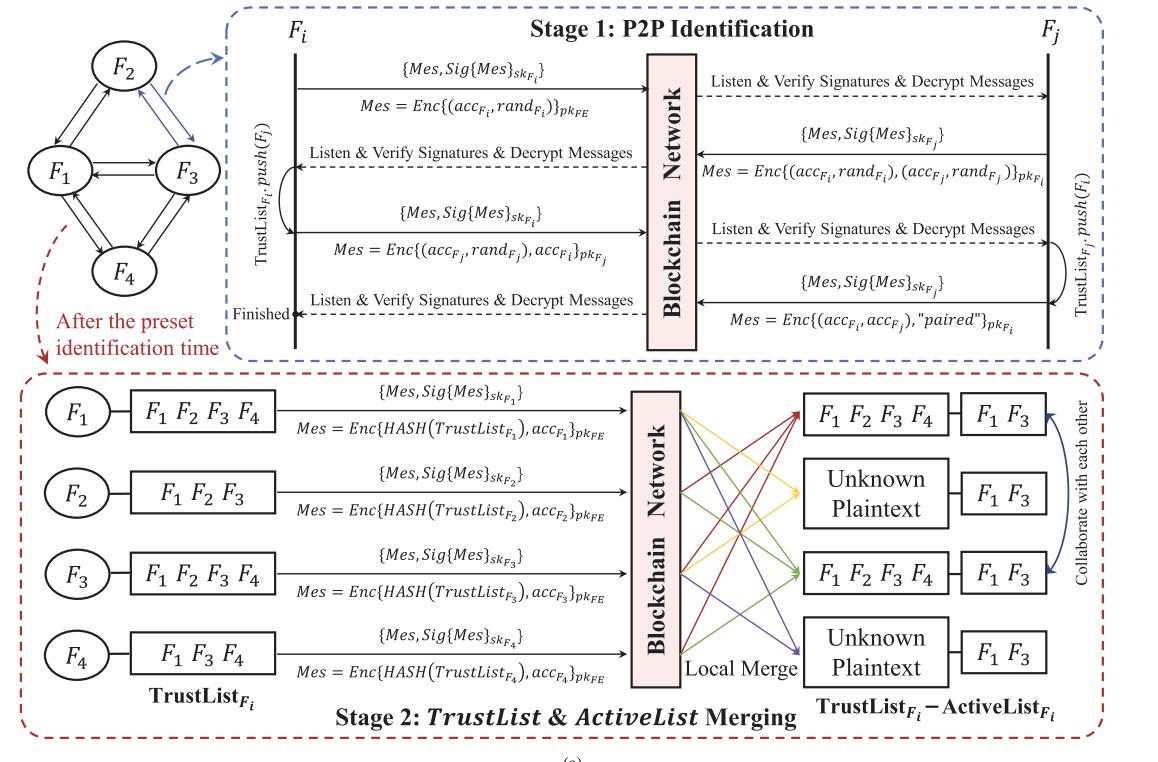 Stage 1: P2P Identification
F_i
F_j
F_2
F_1
F_3
F_4
{Mes, Sig{Mes}_{sk_{F_i}}}
Mes = Enc{(acc_{F_i}, rand_{F_i})}_{pk_{FE}}
Listen & Verify Signatures & Decrypt Messages
{Mes, Sig{Mes}_{sk_{F_j}}}
Mes = Enc{(acc_{F_i}, rand_{F_i}), (acc_{F_j}, rand_{F_j})}_{pk_{F_i}}
Listen & Verify Signatures & Decrypt Messages
TrustList_{F_i}.push(F_j)
{Mes, Sig{Mes}_{sk_{F_i}}}
Mes = Enc{(acc_{F_j}, rand_{F_j}), acc_{F_i}}_{pk_{F_j}}
Listen & Verify Signatures & Decrypt Messages
TrustList_{F_j}.push(F_i)
{Mes, Sig{Mes}_{sk_{F_j}}}
Mes = Enc{(acc_{F_i}, acc_{F_j}), "paired"}_{pk_{F_i}}
Listen & Verify Signatures & Decrypt Messages
Finished
Blockchain Network
After the preset
identification time
F_1
F_1 F_2 F_3 F_4
{Mes, Sig{Mes}_{sk_{F_1}}}
Mes = Enc{HASH(TrustList_{F_1}), acc_{F_1}}_{pk_{FE}}
F_2
F_1 F_2 F_3
{Mes, Sig{Mes}_{sk_{F_2}}}
Mes = Enc{HASH(TrustList_{F_2}), acc_{F_2}}_{pk_{FE}}
F_3
F_1 F_2 F_3 F_4
{Mes, Sig{Mes}_{sk_{F_3}}}
Mes = Enc{HASH(TrustList_{F_3}), acc_{F_3}}_{pk_{FE}}
F_4
F_1 F_3 F_4
{Mes, Sig{Mes}_{sk_{F_4}}}
Mes = Enc{HASH(TrustList_{F_4}), acc_{F_4}}_{pk_{FE}}
TrustList_{F_i}
Blockchain Network
Local Merge
F_1 F_2 F_3 F_4
F_1 F_3
Unknown
Plaintext
F_1 F_3
F_1 F_2 F_3 F_4
F_1 F_3
Unknown
Plaintext
F_1 F_3
Collaborate with each other
TrustList_{F_i}−ActiveList_{F_i}
Stage 2: TrustList & ActiveList Merging